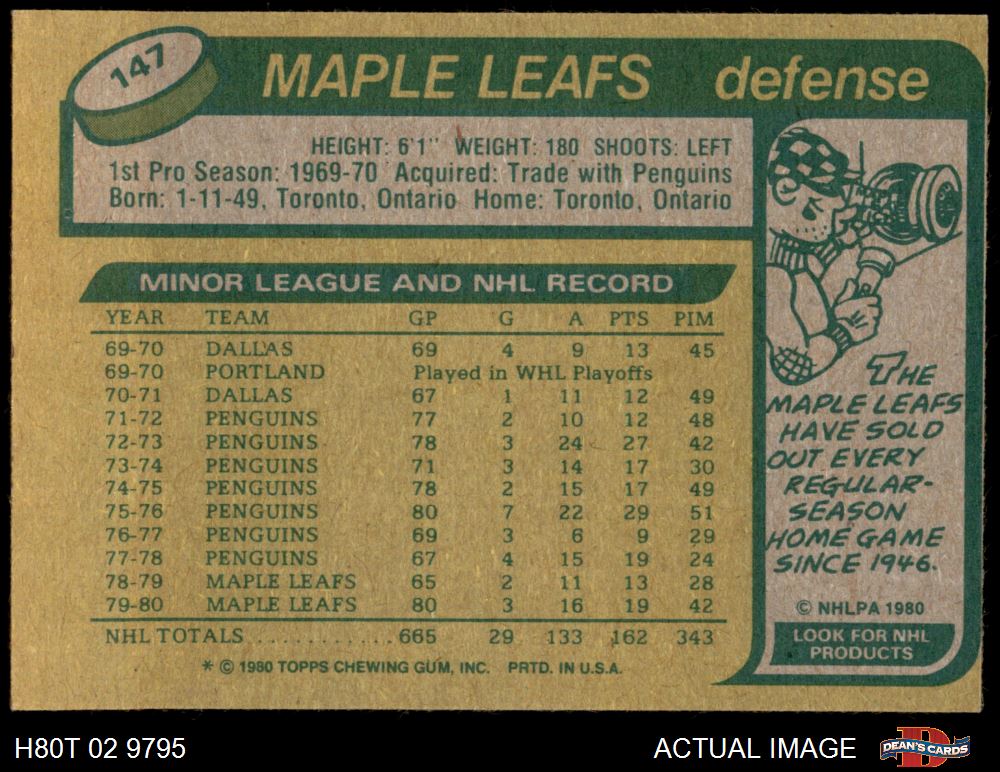 147
MAPLE LEAFS defense
HEIGHT: 6'1" WEIGHT: 180 SHOOTS: LEFT
1st Pro Season: 1969-70 Acquired: Trade with Penguins
Born: 1-11-49, Toronto, Ontario Home: Toronto, Ontario
MINOR LEAGUE AND NHL RECORD
YEAR TEAM GP G A PTS PIM
69-70 DALLAS 69 4 9 13 45
69-70 PORTLAND Played in WHL Playoffs
70-71 DALLAS 67 1 11 12 49
71-72 PENGUINS 77 2 10 12 48
72-73 PENGUINS 78 3 24 27 42
73-74 PENGUINS 71 3 14 17 30
74-75 PENGUINS 78 2 15 17 49
75-76 PENGUINS 80 7 22 29 51
76-77 PENGUINS 69 3 6 9 29
77-78 PENGUINS 67 4 15 19 24
78-79 MAPLE LEAFS 65 2 11 13 28
79-80 MAPLE LEAFS 80 3 16 19 42
NHL TOTALS ............ 665 29 133 162 343
* © 1980 TOPPS CHEWING GUM, INC. PRTD. IN U.S.A.
THE
MAPLE LEAFS
HAVE SOLD
OUT EVERY
REGULAR-
SEASON
HOME GAME
SINCE 1946.
© NHLPA 1980
LOOK FOR NHL
PRODUCTS
H80T 02 9795
ACTUAL IMAGE
D
DEAN'S CARDS